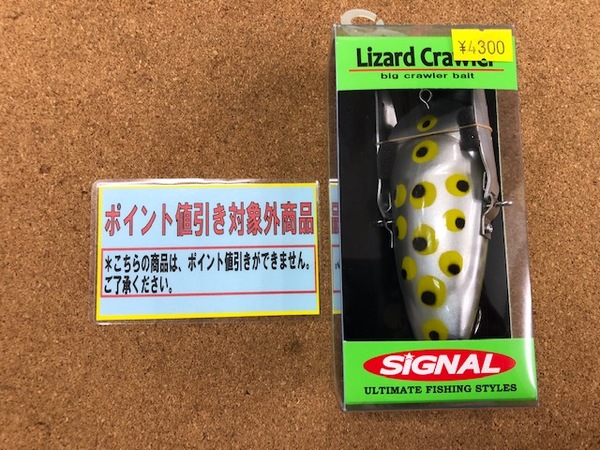 ポイント値引き対象外商品
＊こちらの商品は、ポイント値引きができません。
ご了承ください。
¥4300
Lizard Crawler
big crawler bait
SiGNAL
ULTIMATE FISHING STYLES